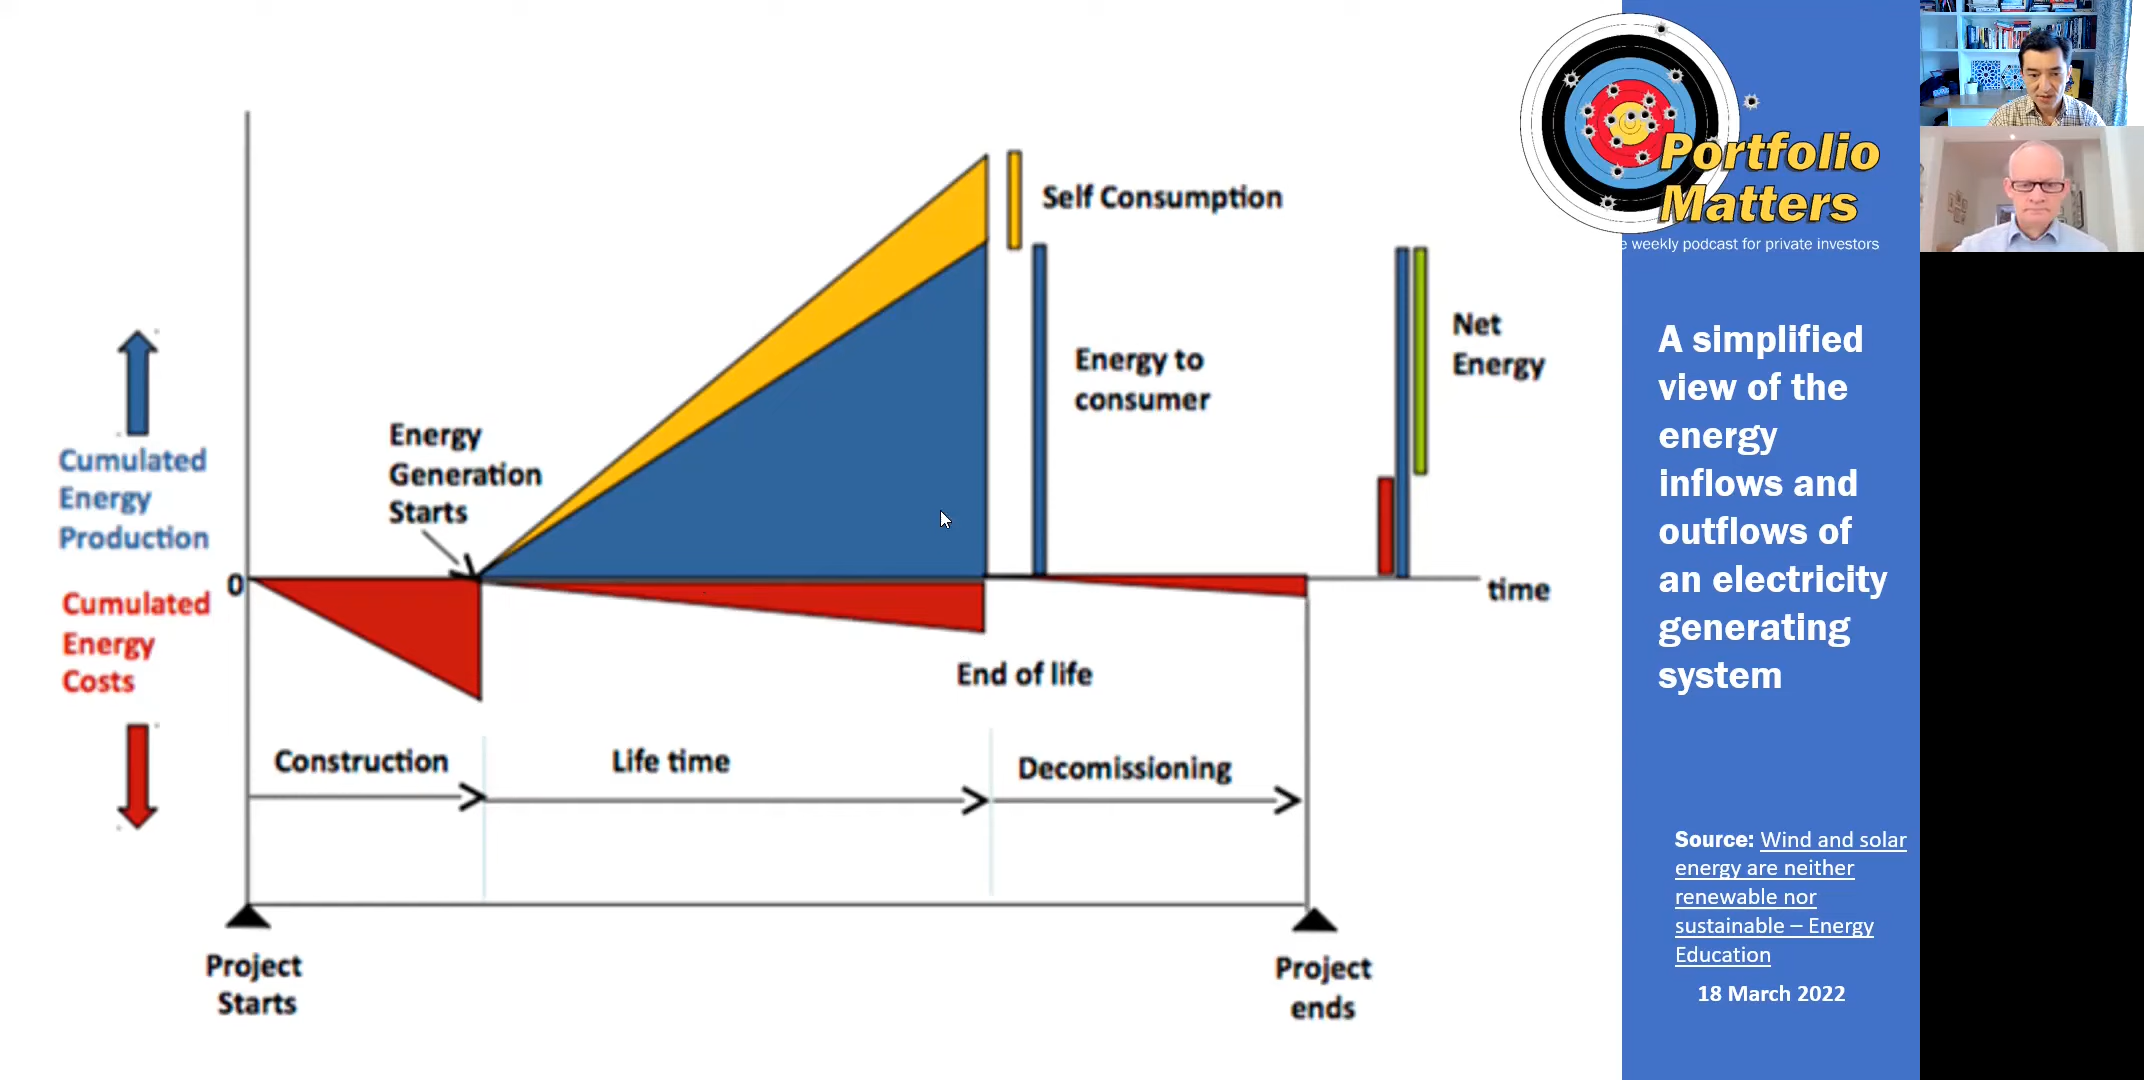 Self Consumption
Energy to
consumer
Net
Energy
Energy
Generation
Starts
Cumulated
Energy
Production
0
Cumulated
Energy
Costs
time
End of life
Construction
Life time
Decomissioning
Project
Starts
Project
ends
Portfolio
Matters
e weekly podcast for private investors
A simplified
view of the
energy
inflows and
outflows of
an electricity
generating
system
Source: Wind and solar
energy are neither
renewable nor
sustainable – Energy
Education
18 March 2022